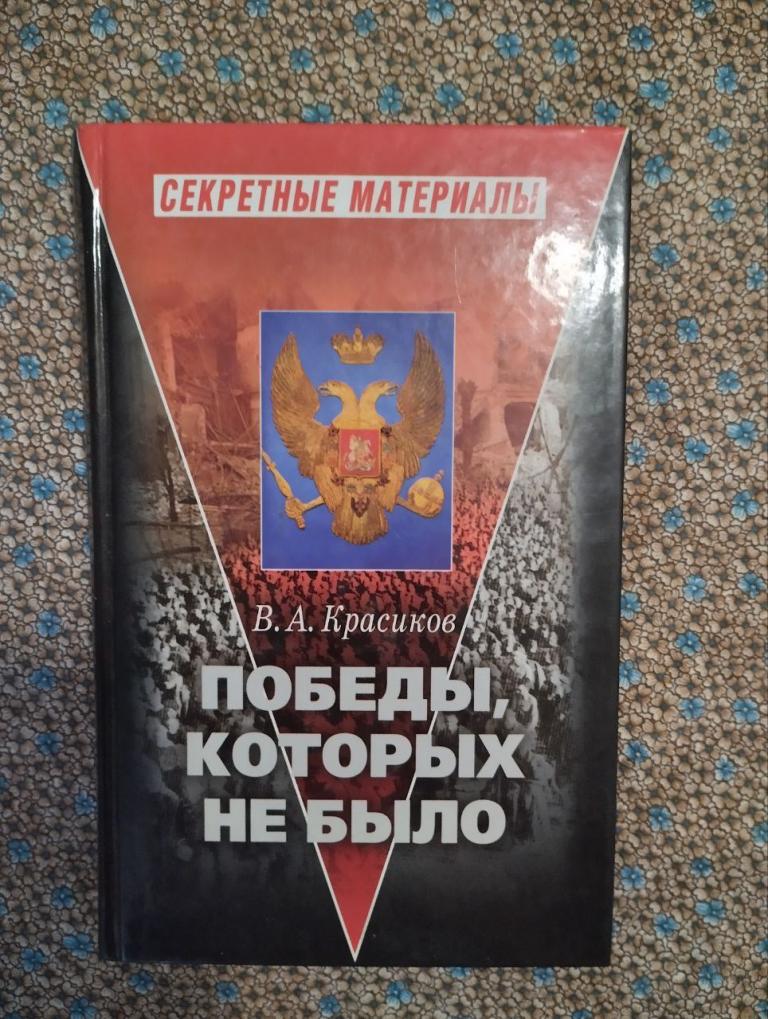 СЕКРЕТНЫЕ МАТЕРИАЛЫ
В. А. Красиков
ПОБЕДЫ,
КОТОРЫХ
НЕ БЫЛО